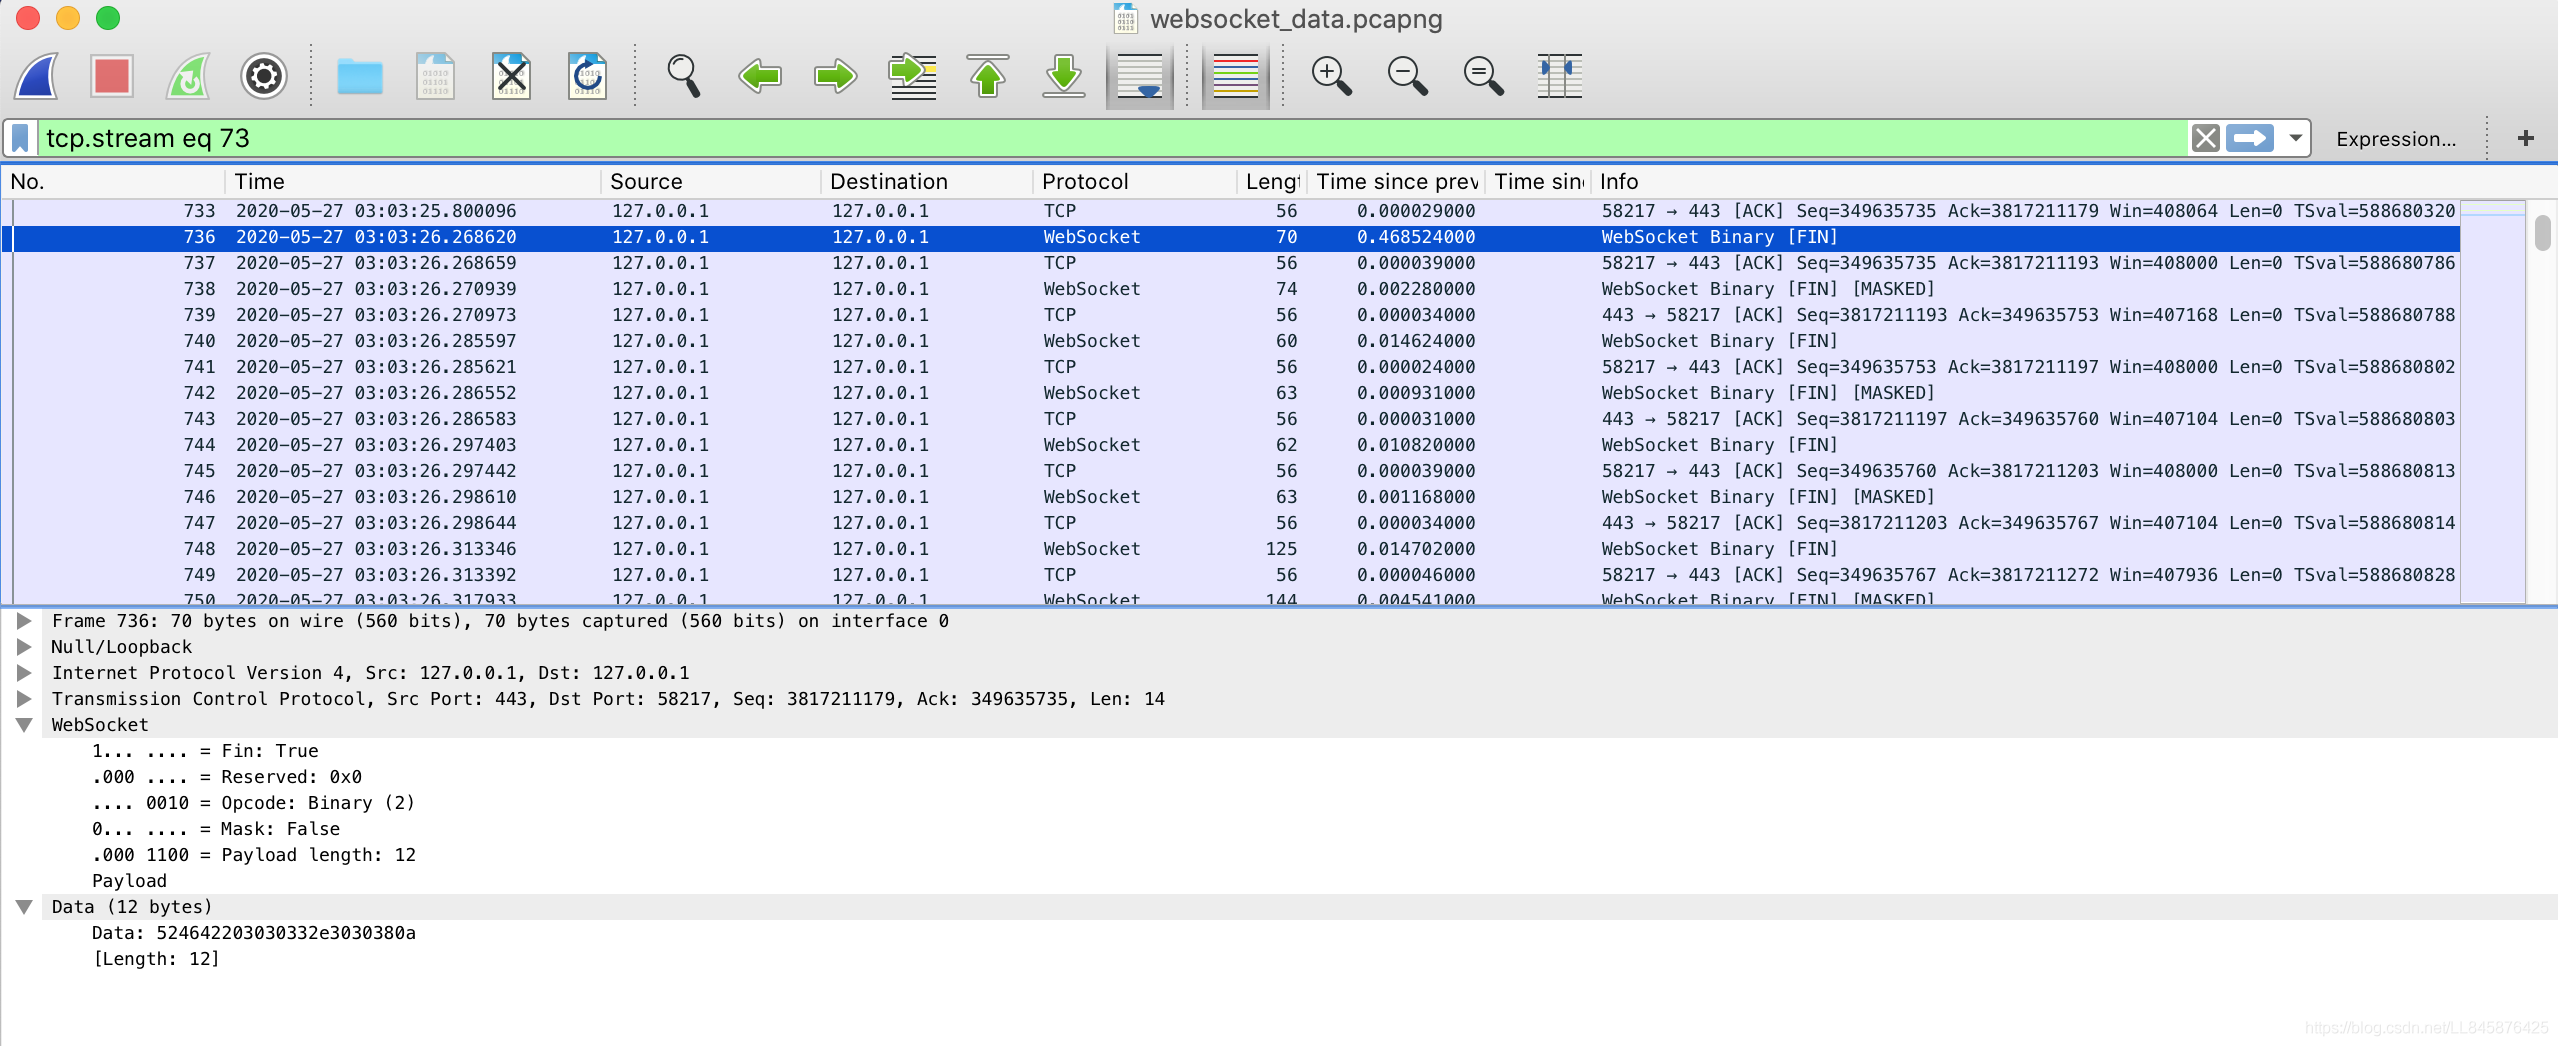 websocket_data.pcapng
tcp.stream eq 73
Expression...
+
No. Time Source Destination Protocol Lengt Time since prev Time sin Info
733 2020-05-27 03:03:25.800096 127.0.0.1 127.0.0.1 TCP 56 0.000029000 58217 → 443 [ACK] Seq=349635735 Ack=3817211179 Win=408064 Len=0 TSval=588680320
736 2020-05-27 03:03:26.268620 127.0.0.1 127.0.0.1 WebSocket 70 0.468524000 WebSocket Binary [FIN]
737 2020-05-27 03:03:26.268659 127.0.0.1 127.0.0.1 TCP 56 0.000039000 58217 → 443 [ACK] Seq=349635735 Ack=3817211193 Win=408000 Len=0 TSval=588680786
738 2020-05-27 03:03:26.270939 127.0.0.1 127.0.0.1 WebSocket 74 0.002280000 WebSocket Binary [FIN] [MASKED]
739 2020-05-27 03:03:26.270973 127.0.0.1 127.0.0.1 TCP 56 0.000034000 443 → 58217 [ACK] Seq=3817211193 Ack=349635753 Win=407168 Len=0 TSval=588680788
740 2020-05-27 03:03:26.285597 127.0.0.1 127.0.0.1 WebSocket 60 0.014624000 WebSocket Binary [FIN]
741 2020-05-27 03:03:26.285621 127.0.0.1 127.0.0.1 TCP 56 0.000024000 58217 → 443 [ACK] Seq=349635753 Ack=3817211197 Win=408000 Len=0 TSval=588680802
742 2020-05-27 03:03:26.286552 127.0.0.1 127.0.0.1 WebSocket 63 0.000931000 WebSocket Binary [FIN] [MASKED]
743 2020-05-27 03:03:26.286583 127.0.0.1 127.0.0.1 TCP 56 0.000031000 443 → 58217 [ACK] Seq=3817211197 Ack=349635760 Win=407104 Len=0 TSval=588680803
744 2020-05-27 03:03:26.297403 127.0.0.1 127.0.0.1 WebSocket 62 0.010820000 WebSocket Binary [FIN]
745 2020-05-27 03:03:26.297442 127.0.0.1 127.0.0.1 TCP 56 0.000039000 58217 → 443 [ACK] Seq=349635760 Ack=3817211203 Win=408000 Len=0 TSval=588680813
746 2020-05-27 03:03:26.298610 127.0.0.1 127.0.0.1 WebSocket 63 0.001168000 WebSocket Binary [FIN] [MASKED]
747 2020-05-27 03:03:26.298644 127.0.0.1 127.0.0.1 TCP 56 0.000034000 443 → 58217 [ACK] Seq=3817211203 Ack=349635767 Win=407104 Len=0 TSval=588680814
748 2020-05-27 03:03:26.313346 127.0.0.1 127.0.0.1 WebSocket 125 0.014702000 WebSocket Binary [FIN]
749 2020-05-27 03:03:26.313392 127.0.0.1 127.0.0.1 TCP 56 0.000046000 58217 → 443 [ACK] Seq=349635767 Ack=3817211272 Win=407936 Len=0 TSval=588680828
750 2020-05-27 03:03:26.317933 127.0.0.1 127.0.0.1 WebSocket 144 0.004541000 WebSocket Binary [FIN] [MASKED]
Frame 736: 70 bytes on wire (560 bits), 70 bytes captured (560 bits) on interface 0
Null/Loopback
Internet Protocol Version 4, Src: 127.0.0.1, Dst: 127.0.0.1
Transmission Control Protocol, Src Port: 443, Dst Port: 58217, Seq: 3817211179, Ack: 349635735, Len: 14
WebSocket
1... .... = Fin: True
.000 .... = Reserved: 0x0
.... 0010 = Opcode: Binary (2)
0... .... = Mask: False
.000 1100 = Payload length: 12
Payload
Data (12 bytes)
Data: 524642203030332e3030380a
[Length: 12]
https://blog.csdn.net/LL845876425